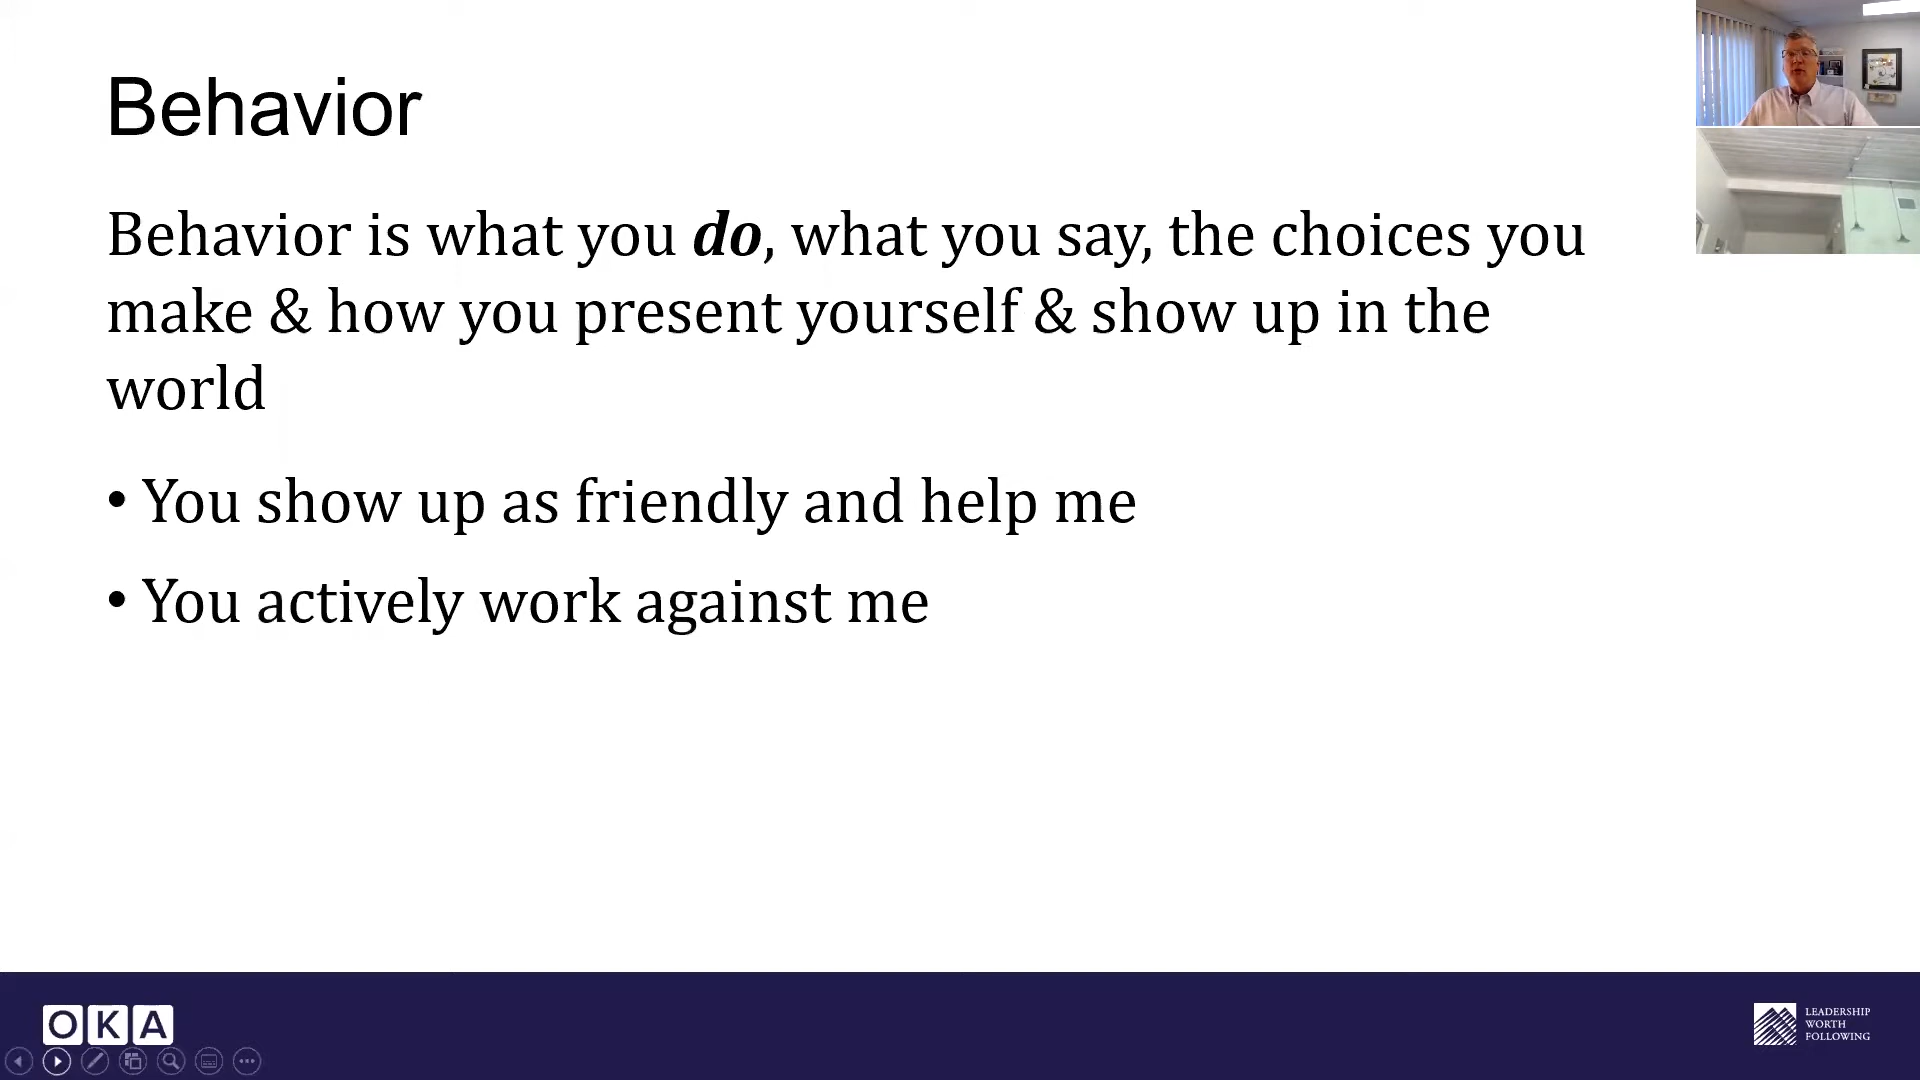 Behavior
Behavior is what you do, what you say, the choices you
make & how you present yourself & show up in the
world
• You show up as friendly and help me
• You actively work against me
OKA
LEADERSHIP
WORTH
FOLLOWING